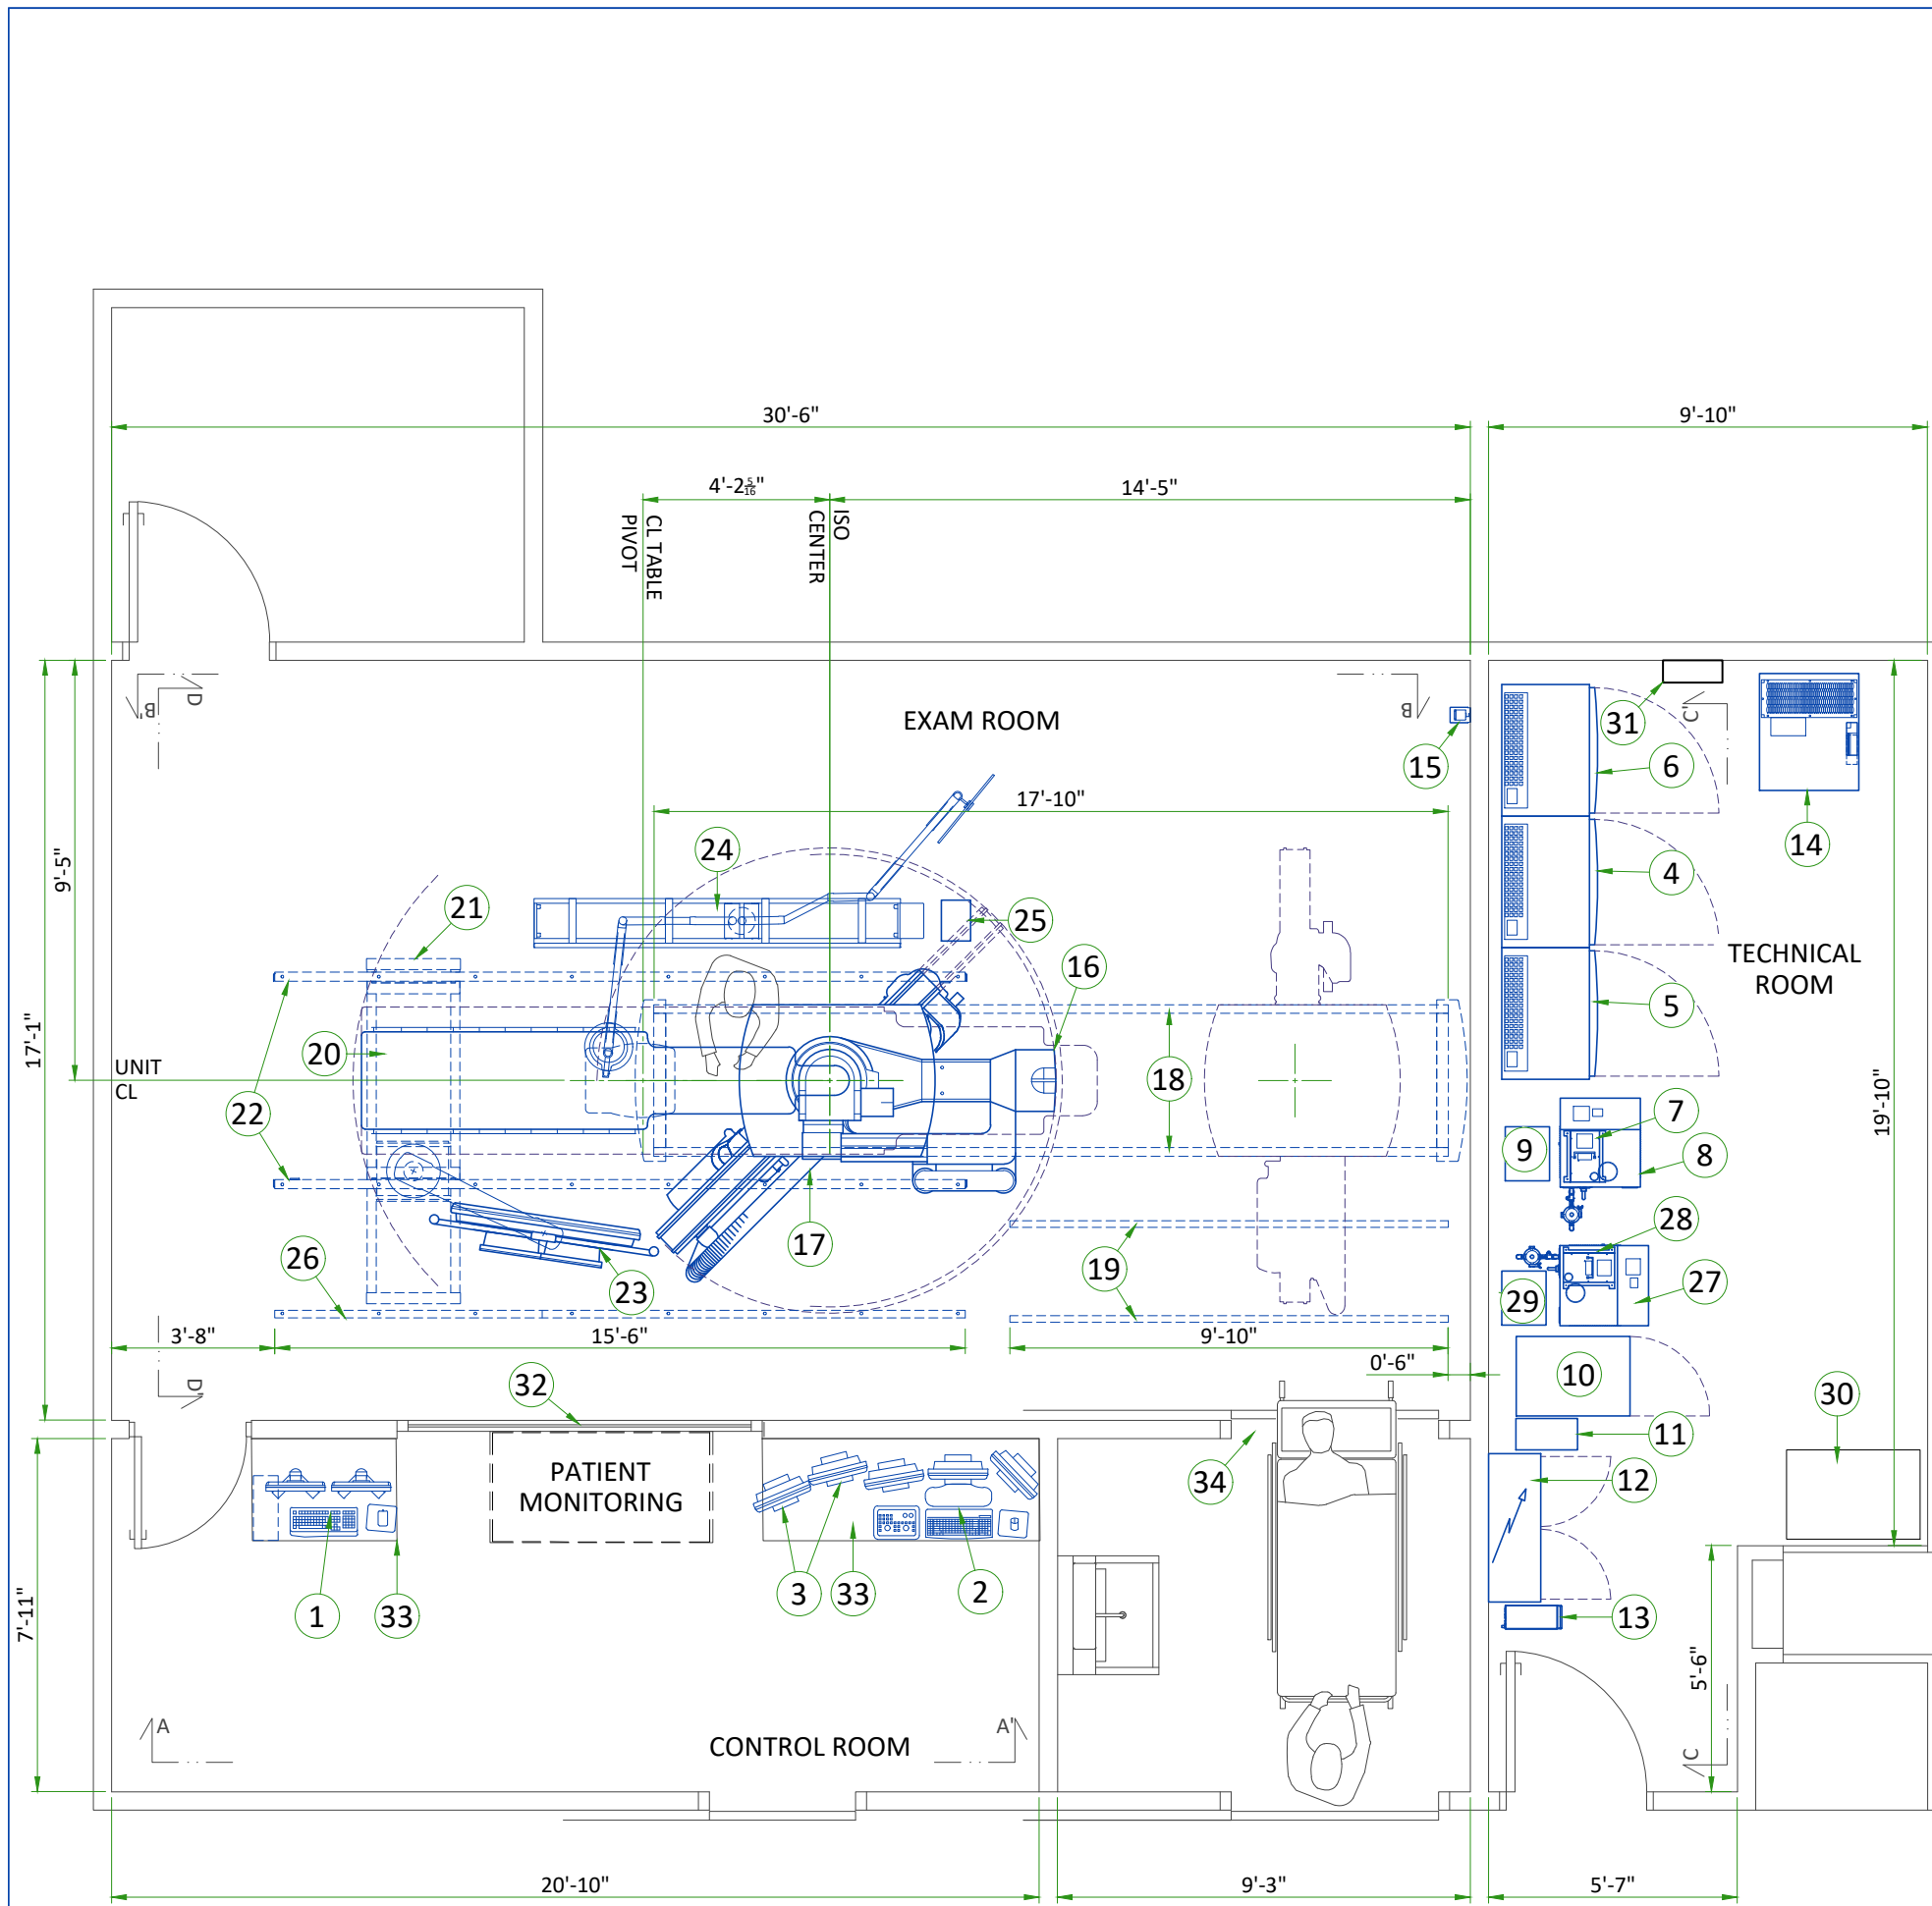 30'-6"
9'-10"
4'-2 5/16"
14'-5"
CL TABLE
PIVOT
ISO
CENTER
B'
D
EXAM ROOM
B
15
31
C'
6
14
17'-10"
9'-5"
24
4
21
25
16
TECHNICAL
ROOM
5
17'-1"
20
UNIT
CL
18
22
7
19'-10"
9
8
17
28
26
23
19
29
27
3'-8"
15'-6"
9'-10"
0'-6"
D'
32
10
30
11
34
PATIENT
MONITORING
12
1
33
3
33
2
13
7'-11"
5'-6"
A
A'
CONTROL ROOM
C
20'-10"
9'-3"
5'-7"